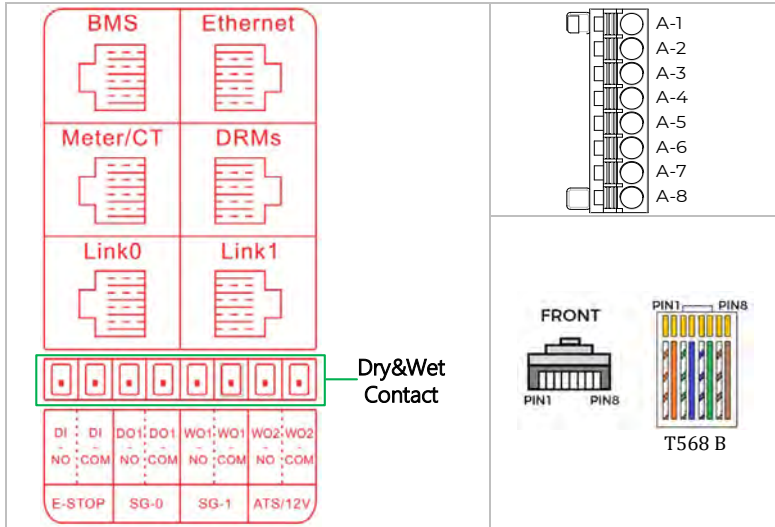 BMS Ethernet
Meter/CT DRMs
Link0 Link1
Dry&Wet
Contact
DI DI DO1 DO1 WO1 WO1 WO2 WO2
- - - - - - - -
NO COM NO COM NO COM NO COM
E-STOP SG-0 SG-1 ATS/12V
A-1
A-2
A-3
A-4
A-5
A-6
A-7
A-8
FRONT
PIN1 PIN8
PIN1 PIN8
T568 B